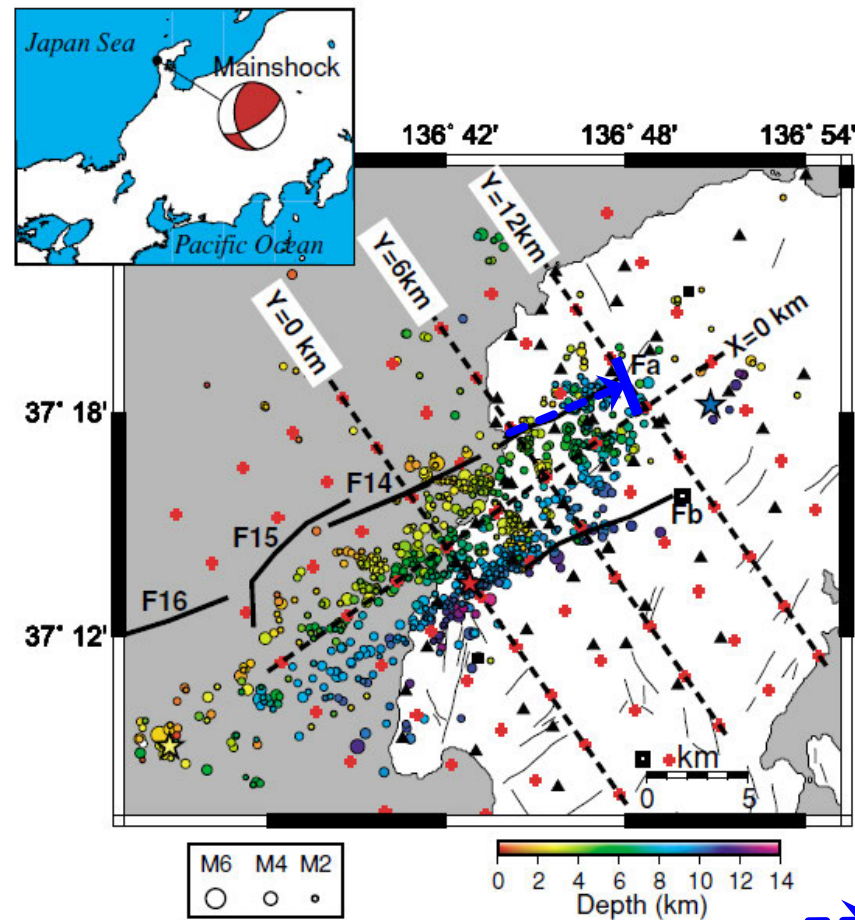 Japan Sea
Mainshock
Pacific Ocean
136° 42'
136° 48'
136° 54'
Y=12km
Y=6km
Y=0 km
X=0 km
Fa
37° 18'
F14
F15
Fb
F16
37° 12'
km
0 5
M6 M4 M2
0 2 4 6 8 10 12 14
Depth (km)